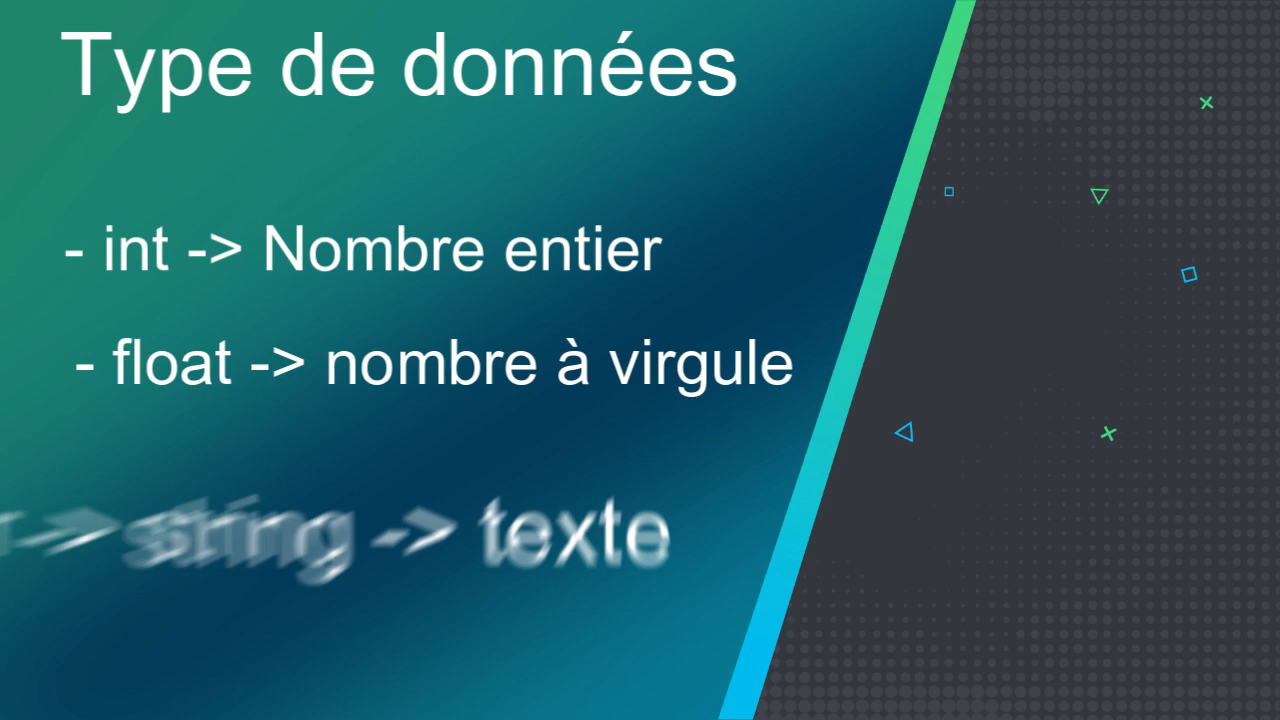 Type de données
- int -> Nombre entier
- float -> nombre à virgule
-> string -> texte